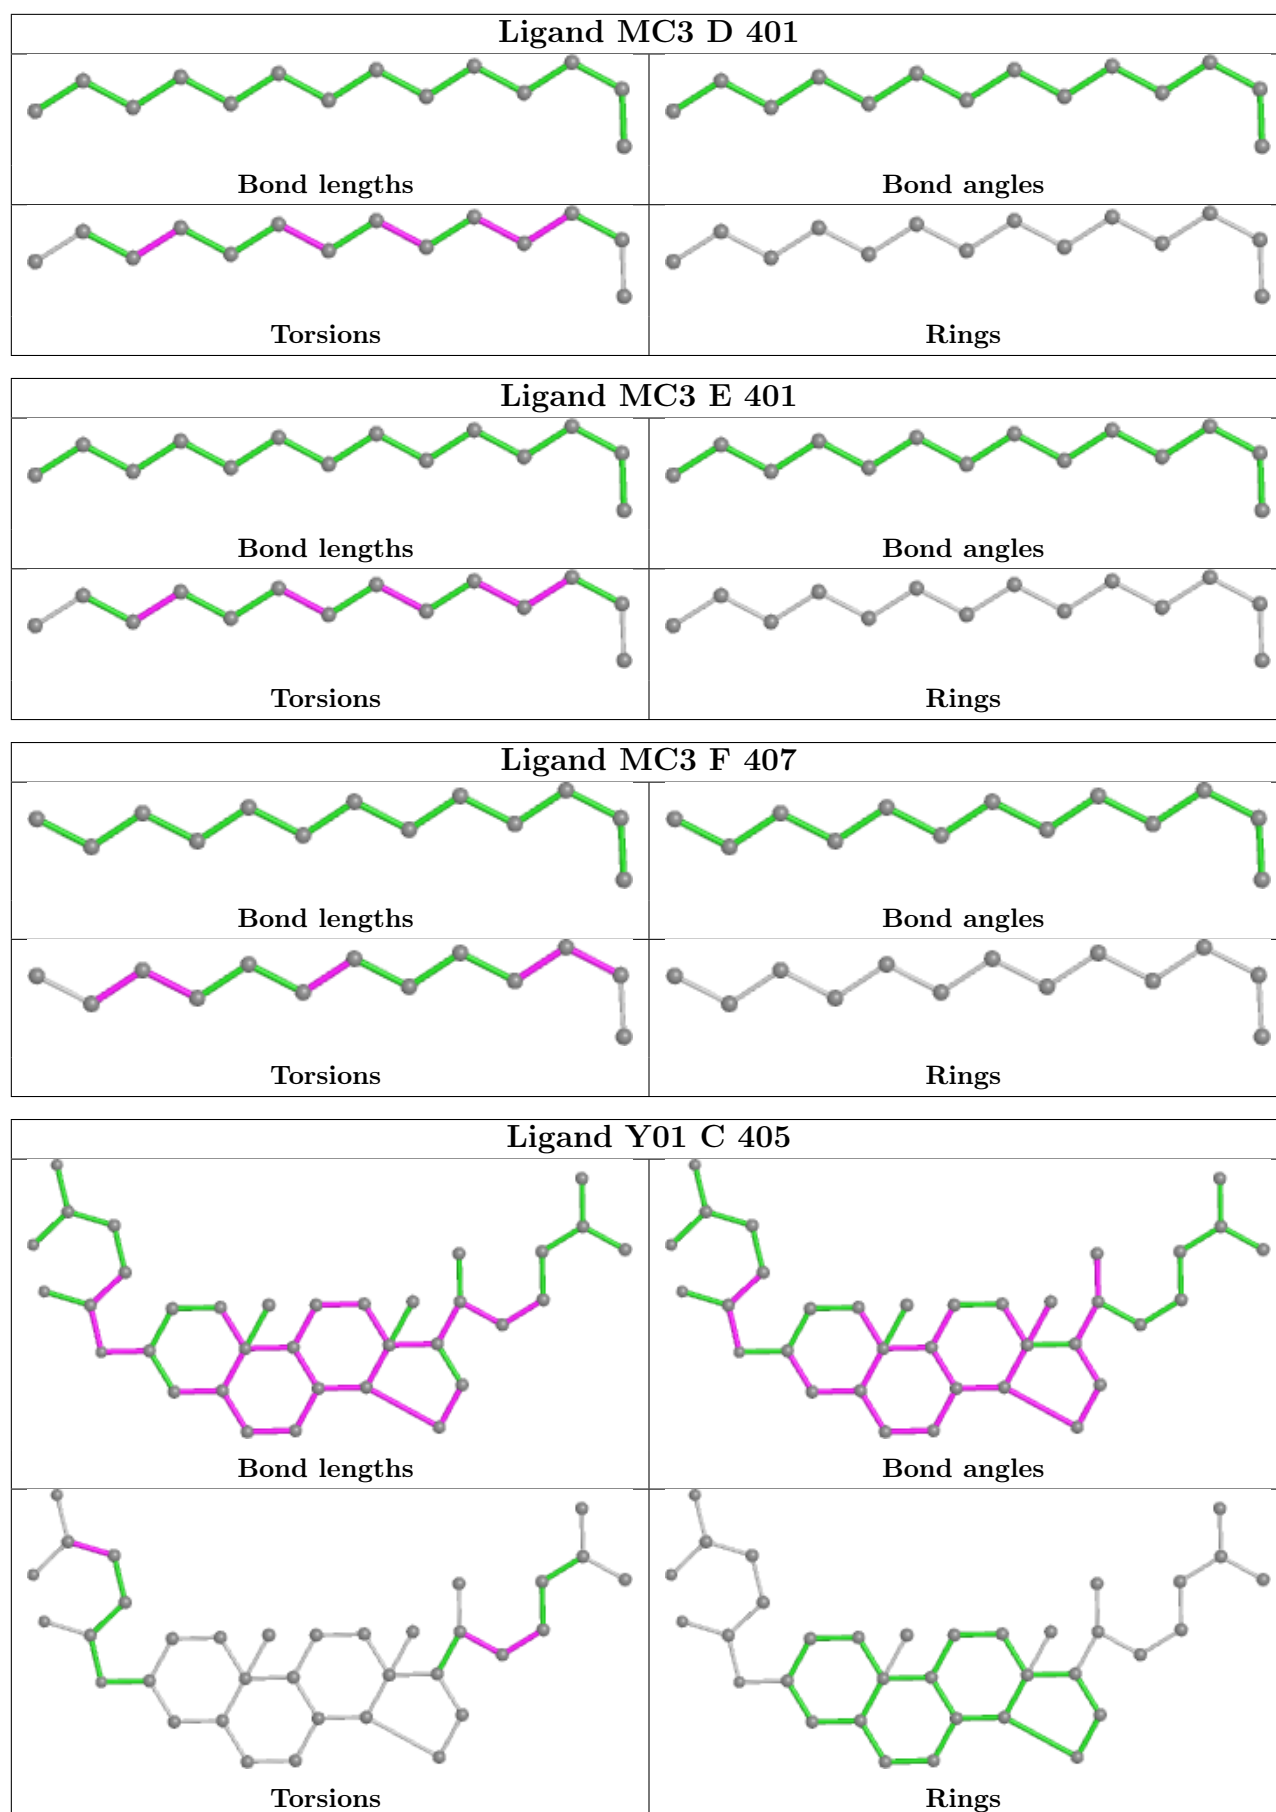 Ligand MC3 D 401
Bond lengths
Bond angles
Torsions
Rings
Ligand MC3 E 401
Bond lengths
Bond angles
Torsions
Rings
Ligand MC3 F 407
Bond lengths
Bond angles
Torsions
Rings
Ligand Y01 C 405
Bond lengths
Bond angles
Torsions
Rings